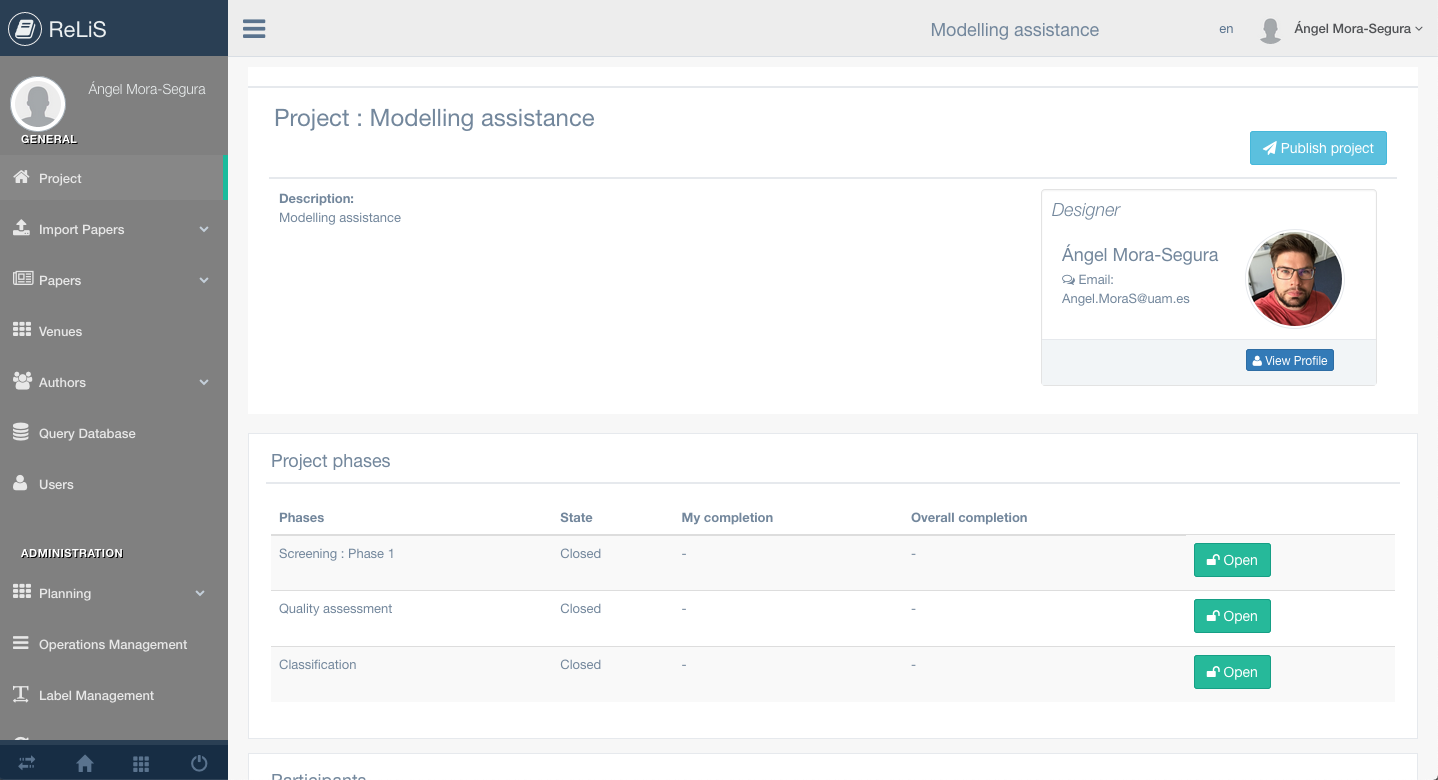 ReLiS
Modelling assistance
en
Ángel Mora-Segura
Ángel Mora-Segura
GENERAL
Project
Import Papers
Papers
Venues
Authors
Query Database
Users
ADMINISTRATION
Planning
Operations Management
Label Management
Project : Modelling assistance
Publish project
Description:
Modelling assistance
Designer
Ángel Mora-Segura
Email:
Angel.MoraS@uam.es
View Profile
Project phases
Phases State My completion Overall completion
Screening : Phase 1 Closed - - Open
Quality assessment Closed - - Open
Classification Closed - - Open
Participants